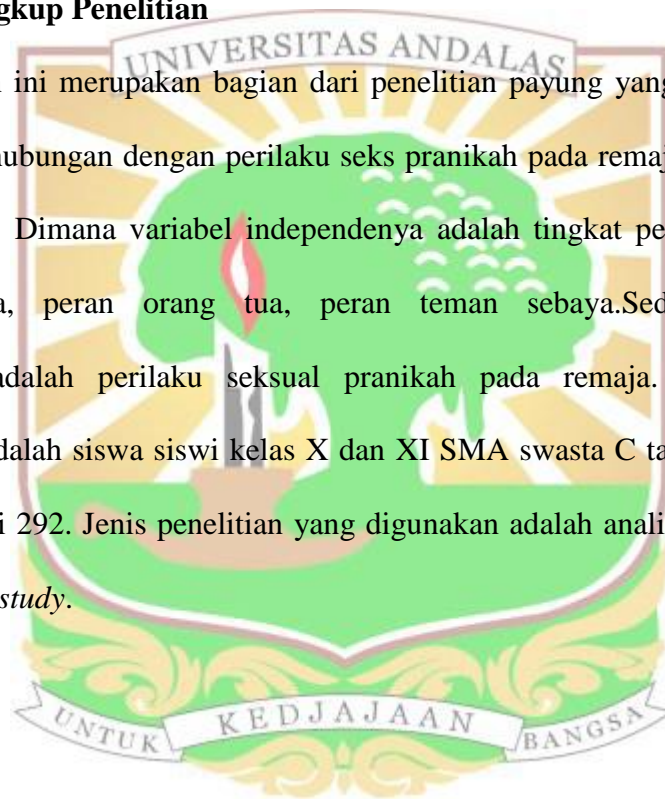 gkup Penelitian
UNIVERSITAS ANDALAS
ini merupakan bagian dari penelitian payung yang
hubungan dengan perilaku seks pranikah pada remaj
Dimana variabel independenya adalah tingkat pe
a, peran orang tua, peran teman sebaya.Sed
adalah perilaku seksual pranikah pada remaja.
dalah siswa siswi kelas X dan XI SMA swasta C ta
i 292. Jenis penelitian yang digunakan adalah anali
study.
UNTUK KEDJAJAAN BANGSA